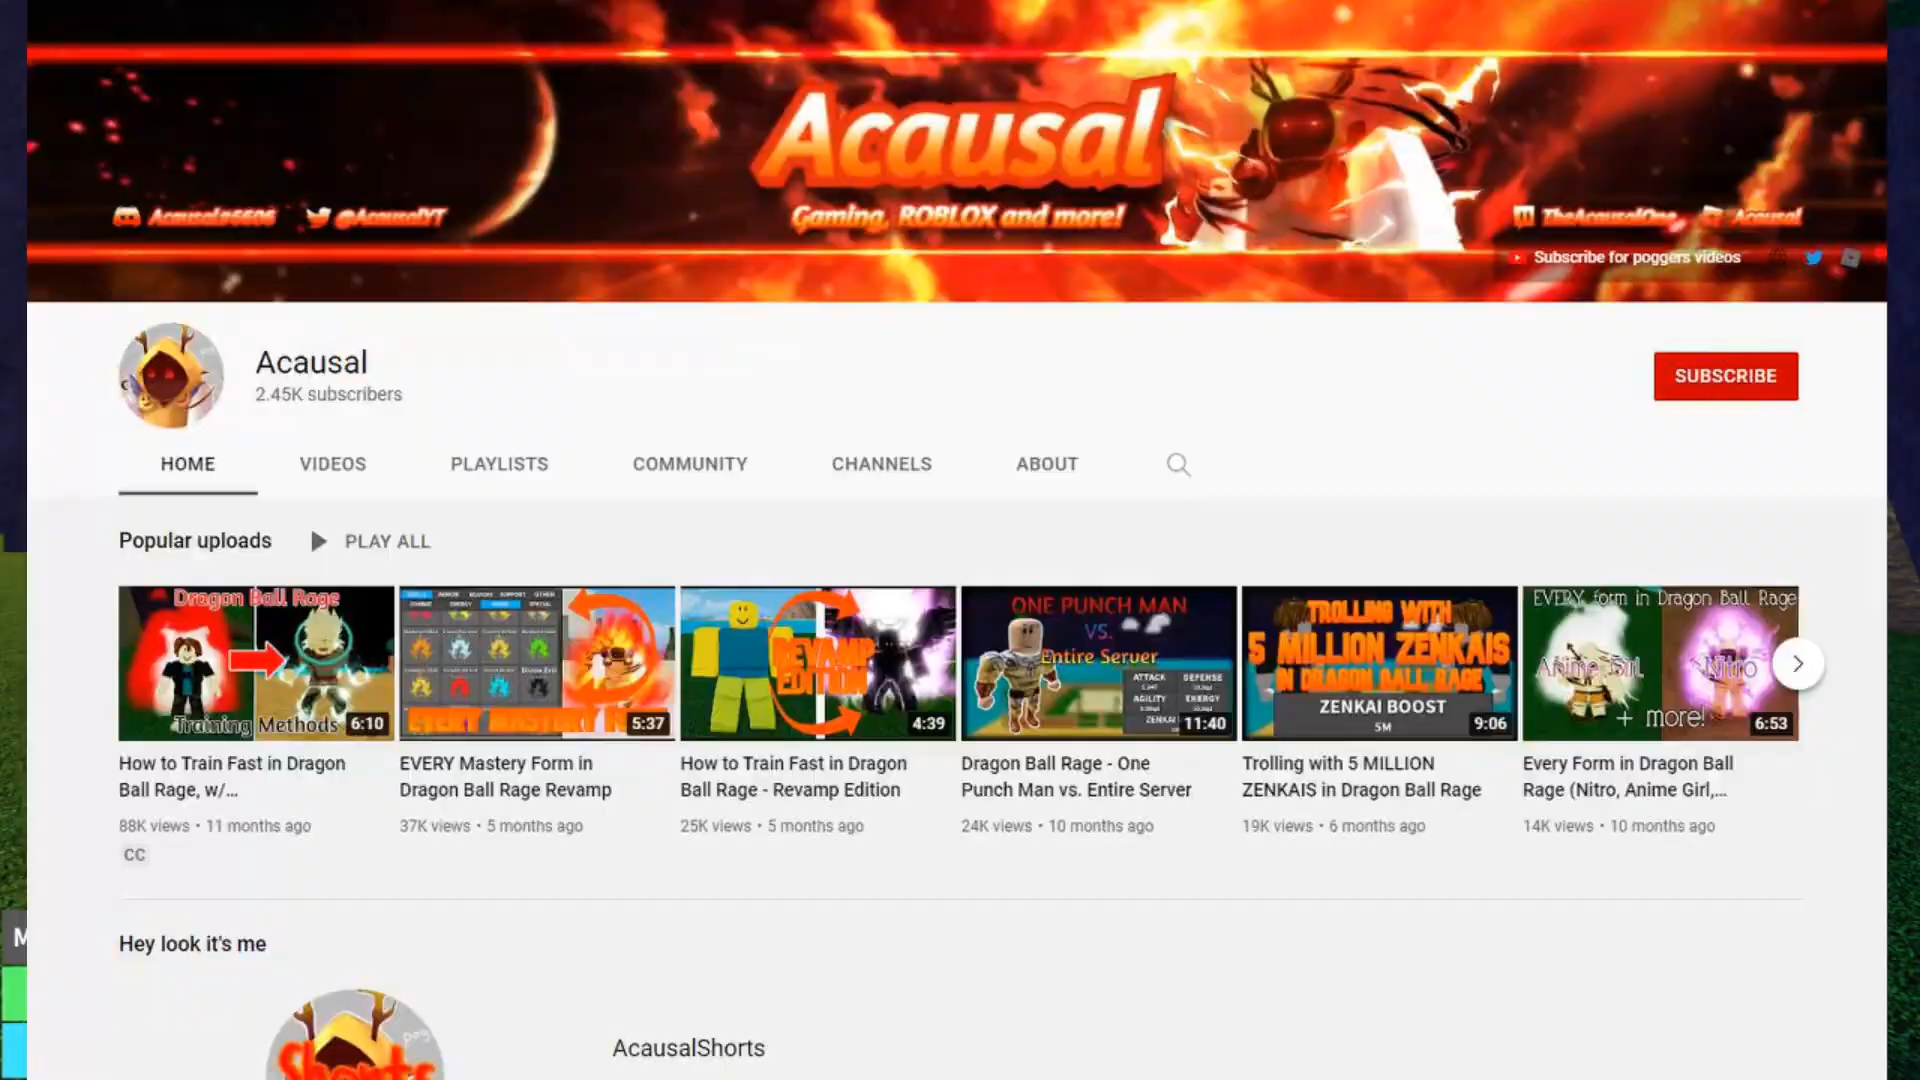 Acausal
Gaming, ROBLOX and more!
Acausal#6606 @AcausalYT
TheAcausalOne Acausal
Subscribe for poggers videos
Acausal
2.45K subscribers
SUBSCRIBE
HOME VIDEOS PLAYLISTS COMMUNITY CHANNELS ABOUT
Popular uploads PLAY ALL
Dragon Ball Rage
Training Methods 6:10
EVERY MASTERY
5:37
REVAMP
EDITION
4:39
ONE PUNCH MAN
VS.
Entire Server
ATTACK DEFENSE
AGILITY ENERGY
ZENKAI
11:40
TROLLING WITH
5 MILLION ZENKAIS
IN DRAGON BALL RAGE
ZENKAI BOOST
5M
9:06
EVERY form in Dragon Ball Rage
Anime Girl Nitro
+ more!
6:53
How to Train Fast in Dragon
Ball Rage, w/...
88K views • 11 months ago
CC
EVERY Mastery Form in
Dragon Ball Rage Revamp
37K views • 5 months ago
How to Train Fast in Dragon
Ball Rage - Revamp Edition
25K views • 5 months ago
Dragon Ball Rage - One
Punch Man vs. Entire Server
24K views • 10 months ago
Trolling with 5 MILLION
ZENKAIS in Dragon Ball Rage
19K views • 6 months ago
Every Form in Dragon Ball
Rage (Nitro, Anime Girl,...
14K views • 10 months ago
Hey look it's me
M
pog
Shorts
AcausalShorts